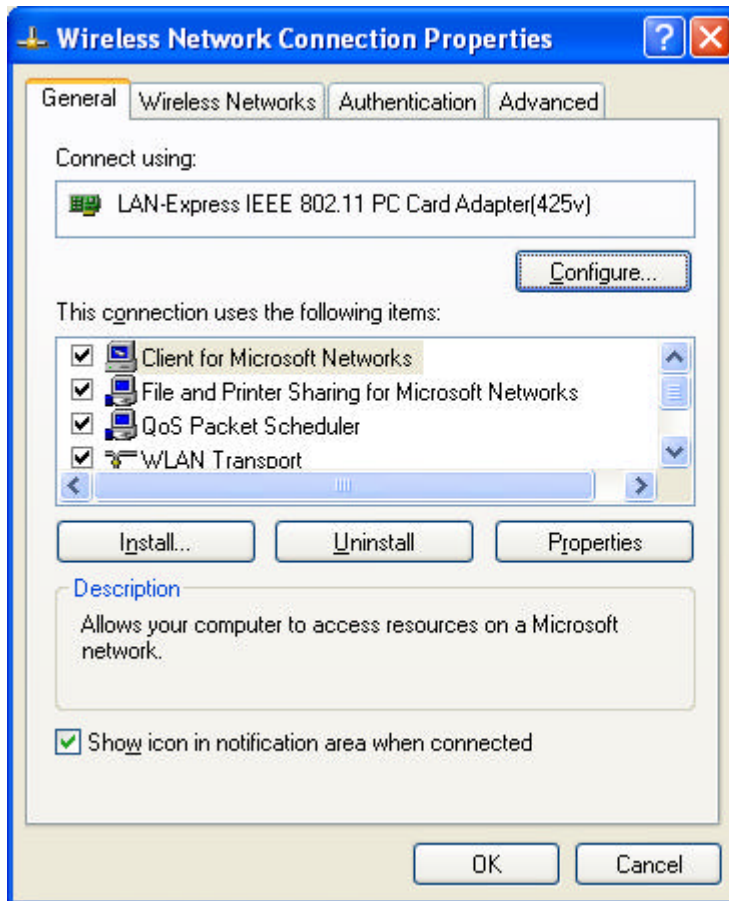 Wireless Network Connection Properties
General Wireless Networks Authentication Advanced
Connect using:
LAN-Express IEEE 802.11 PC Card Adapter(425v)
Configure...
This connection uses the following items:
Client for Microsoft Networks
File and Printer Sharing for Microsoft Networks
QoS Packet Scheduler
WLAN Transport
Install... Uninstall Properties
Description
Allows your computer to access resources on a Microsoft
network.
Show icon in notification area when connected
OK Cancel